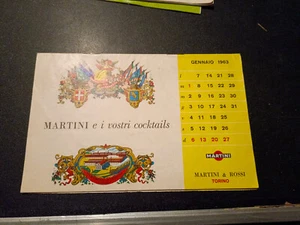 GENNAIO 1963
l 7 14 21 28
m 1 8 15 22 29
m 2 9 16 23 30
g 3 10 17 24 31
v 4 11 18 25
s 5 12 19 26
d 6 13 20 27
MARTINI e i vostri cocktails
MARTINI
MARTINI & ROSSI
TORINO